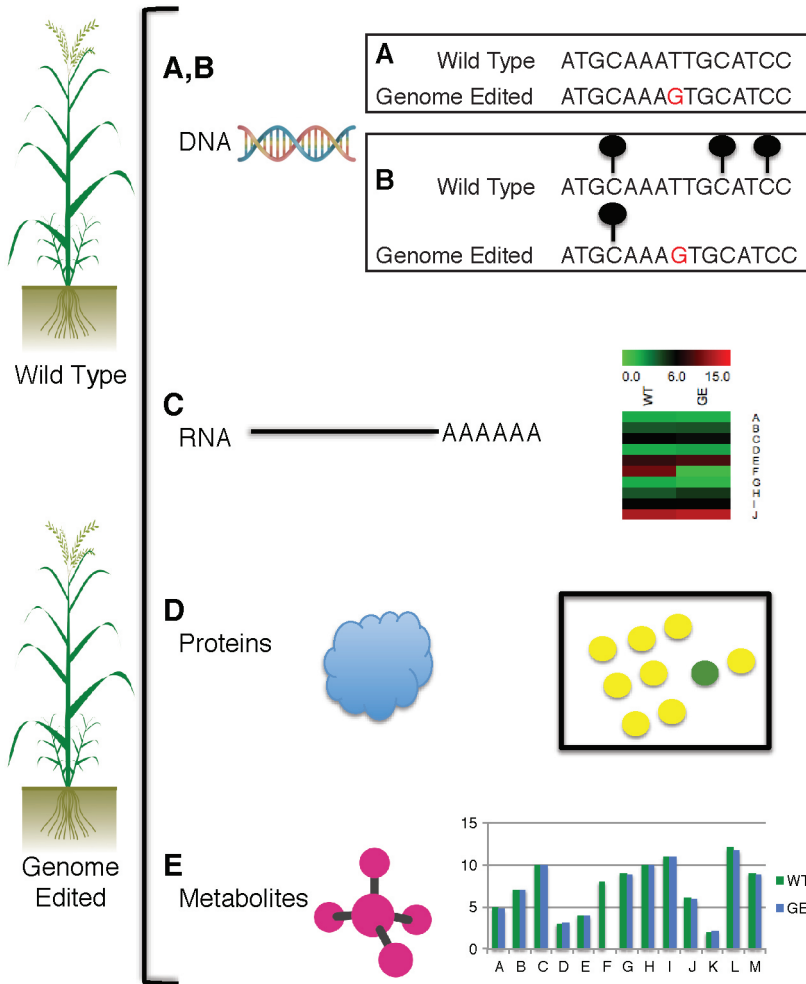 A,B
DNA
A
Wild Type ATGCAAATTGCATCC
Genome Edited ATGCAAAGTGCATCC
B
Wild Type ATGCAAATTGCATCC
Genome Edited ATGCAAAGTGCATCC
Wild Type
C
RNA
AAAAAA
0.0 6.0 15.0
WT GE
A
B
C
D
E
F
G
H
I
J
D
Proteins
Genome
Edited
E
Metabolites
15
10
5
0
A B C D E F G H I J K L M
WT
GE